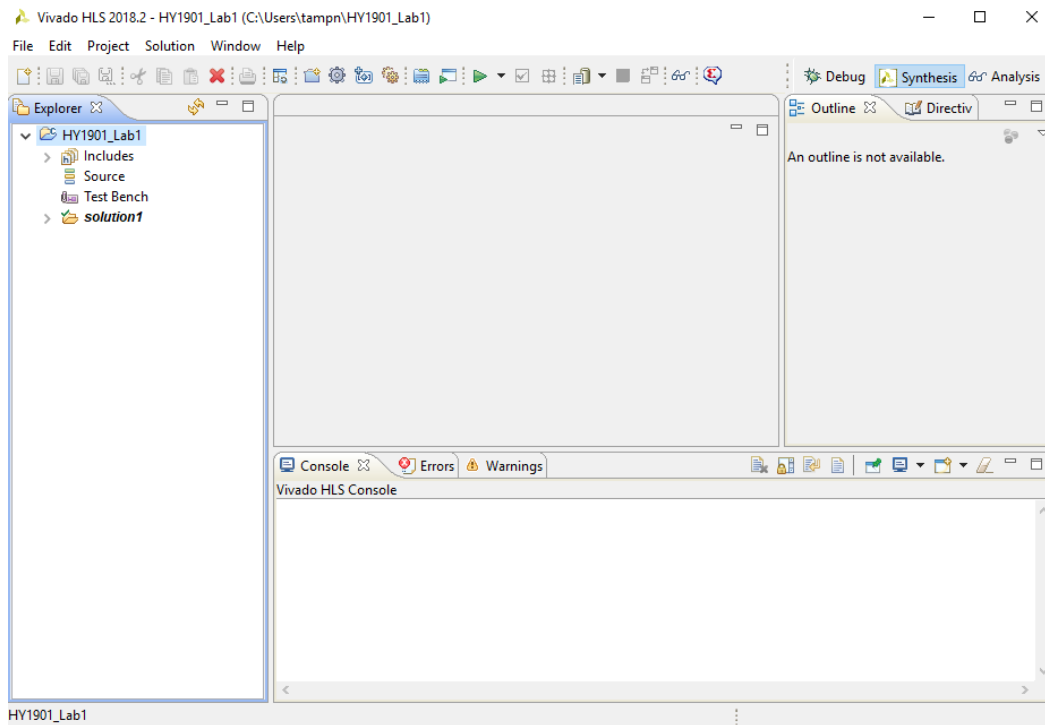 Vivado HLS 2018.2 - HY1901_Lab1 (C:\Users\tampn\HY1901_Lab1)
File Edit Project Solution Window Help
Debug Synthesis Analysis
Explorer
HY1901_Lab1
Includes
Source
Test Bench
solution1
Outline Directiv
An outline is not available.
Console Errors Warnings
Vivado HLS Console
HY1901_Lab1